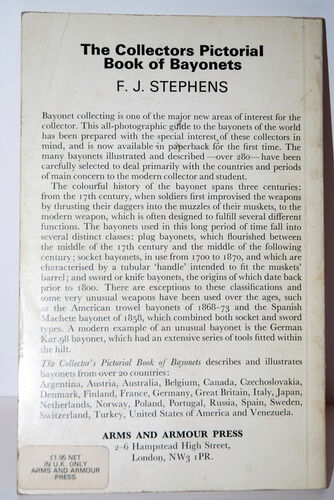 The Collectors Pictorial
Book of Bayonets
F. J. STEPHENS
Bayonet collecting is one of the major new areas of interest for the
collector. This all-photographic guide to the bayonets of the world
has been prepared with the special interest of these collectors in
mind, and is now available in paperback for the first time. The
many bayonets illustrated and described—over 280—have been
carefully selected to deal primarily with the countries and periods
of main concern to the modern collector and student.
The colourful history of the bayonet spans three centuries:
from the 17th century, when soldiers first improvised the weapons
by thrusting their daggers into the muzzles of their muskets, to the
modern weapon, which is often designed to fulfill several different
functions. The bayonets used in this long period of time fall into
several distinct classes: plug bayonets, which flourished between
the middle of the 17th century and the middle of the following
century; socket bayonets, in use from 1700 to 1870, and which are
characterised by a tubular 'handle' intended to fit the muskets'
barrel; and sword or knife bayonets, the origins of which date back
prior to 1800. There are exceptions to these classifications and
some very unusual weapons have been used over the ages, such
as the American trowel bayonets of 1868-73 and the Spanish
Machete bayonet of 1858, which combined both socket and sword
types. A modern example of an unusual bayonet is the German
Kar.98 bayonet, which had an extensive series of tools fitted within
the hilt.
The Collector's Pictorial Book of Bayonets describes and illustrates
bayonets from over 20 countries:
Argentina, Austria, Australia, Belgium, Canada, Czechoslovakia,
Denmark, Finland, France, Germany, Great Britain, Italy, Japan,
Netherlands, Norway, Poland, Portugal, Russia, Spain, Sweden,
Switzerland, Turkey, United States of America and Venezuela.
ARMS AND ARMOUR PRESS
2-6 Hampstead High Street,
London, NW3 1PR.
£1.95 NET
IN U.K. ONLY
ARMS AND ARMOUR
PRESS